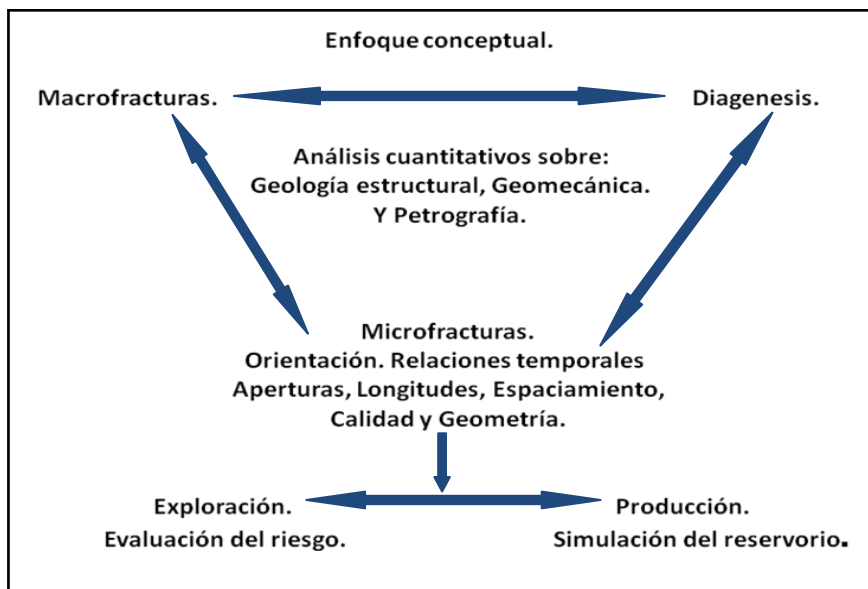 Enfoque conceptual.
Macrofracturas.
Diagenesis.
Análisis cuantitativos sobre:
Geología estructural, Geomecánica.
Y Petrografía.
Microfracturas.
Orientación. Relaciones temporales
Aperturas, Longitudes, Espaciamiento,
Calidad y Geometría.
Exploración.
Producción.
Evaluación del riesgo.
Simulación del reservorio.